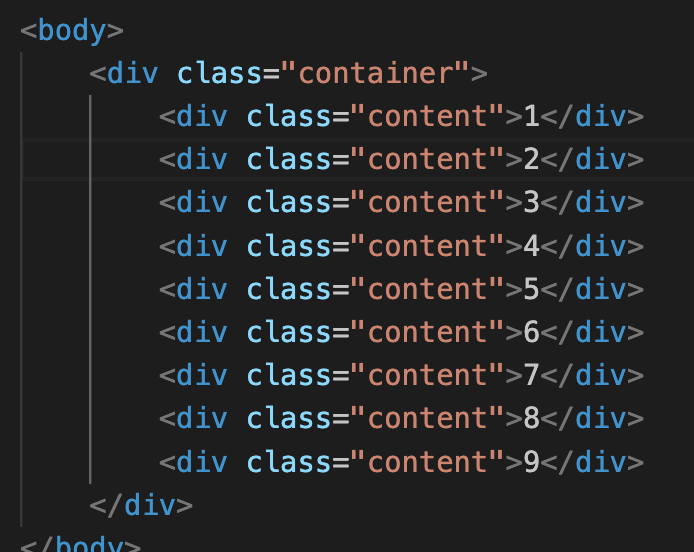 <body>
<div class="container">
<div class="content">1</div>
<div class="content">2</div>
<div class="content">3</div>
<div class="content">4</div>
<div class="content">5</div>
<div class="content">6</div>
<div class="content">7</div>
<div class="content">8</div>
<div class="content">9</div>
</div>
</body>